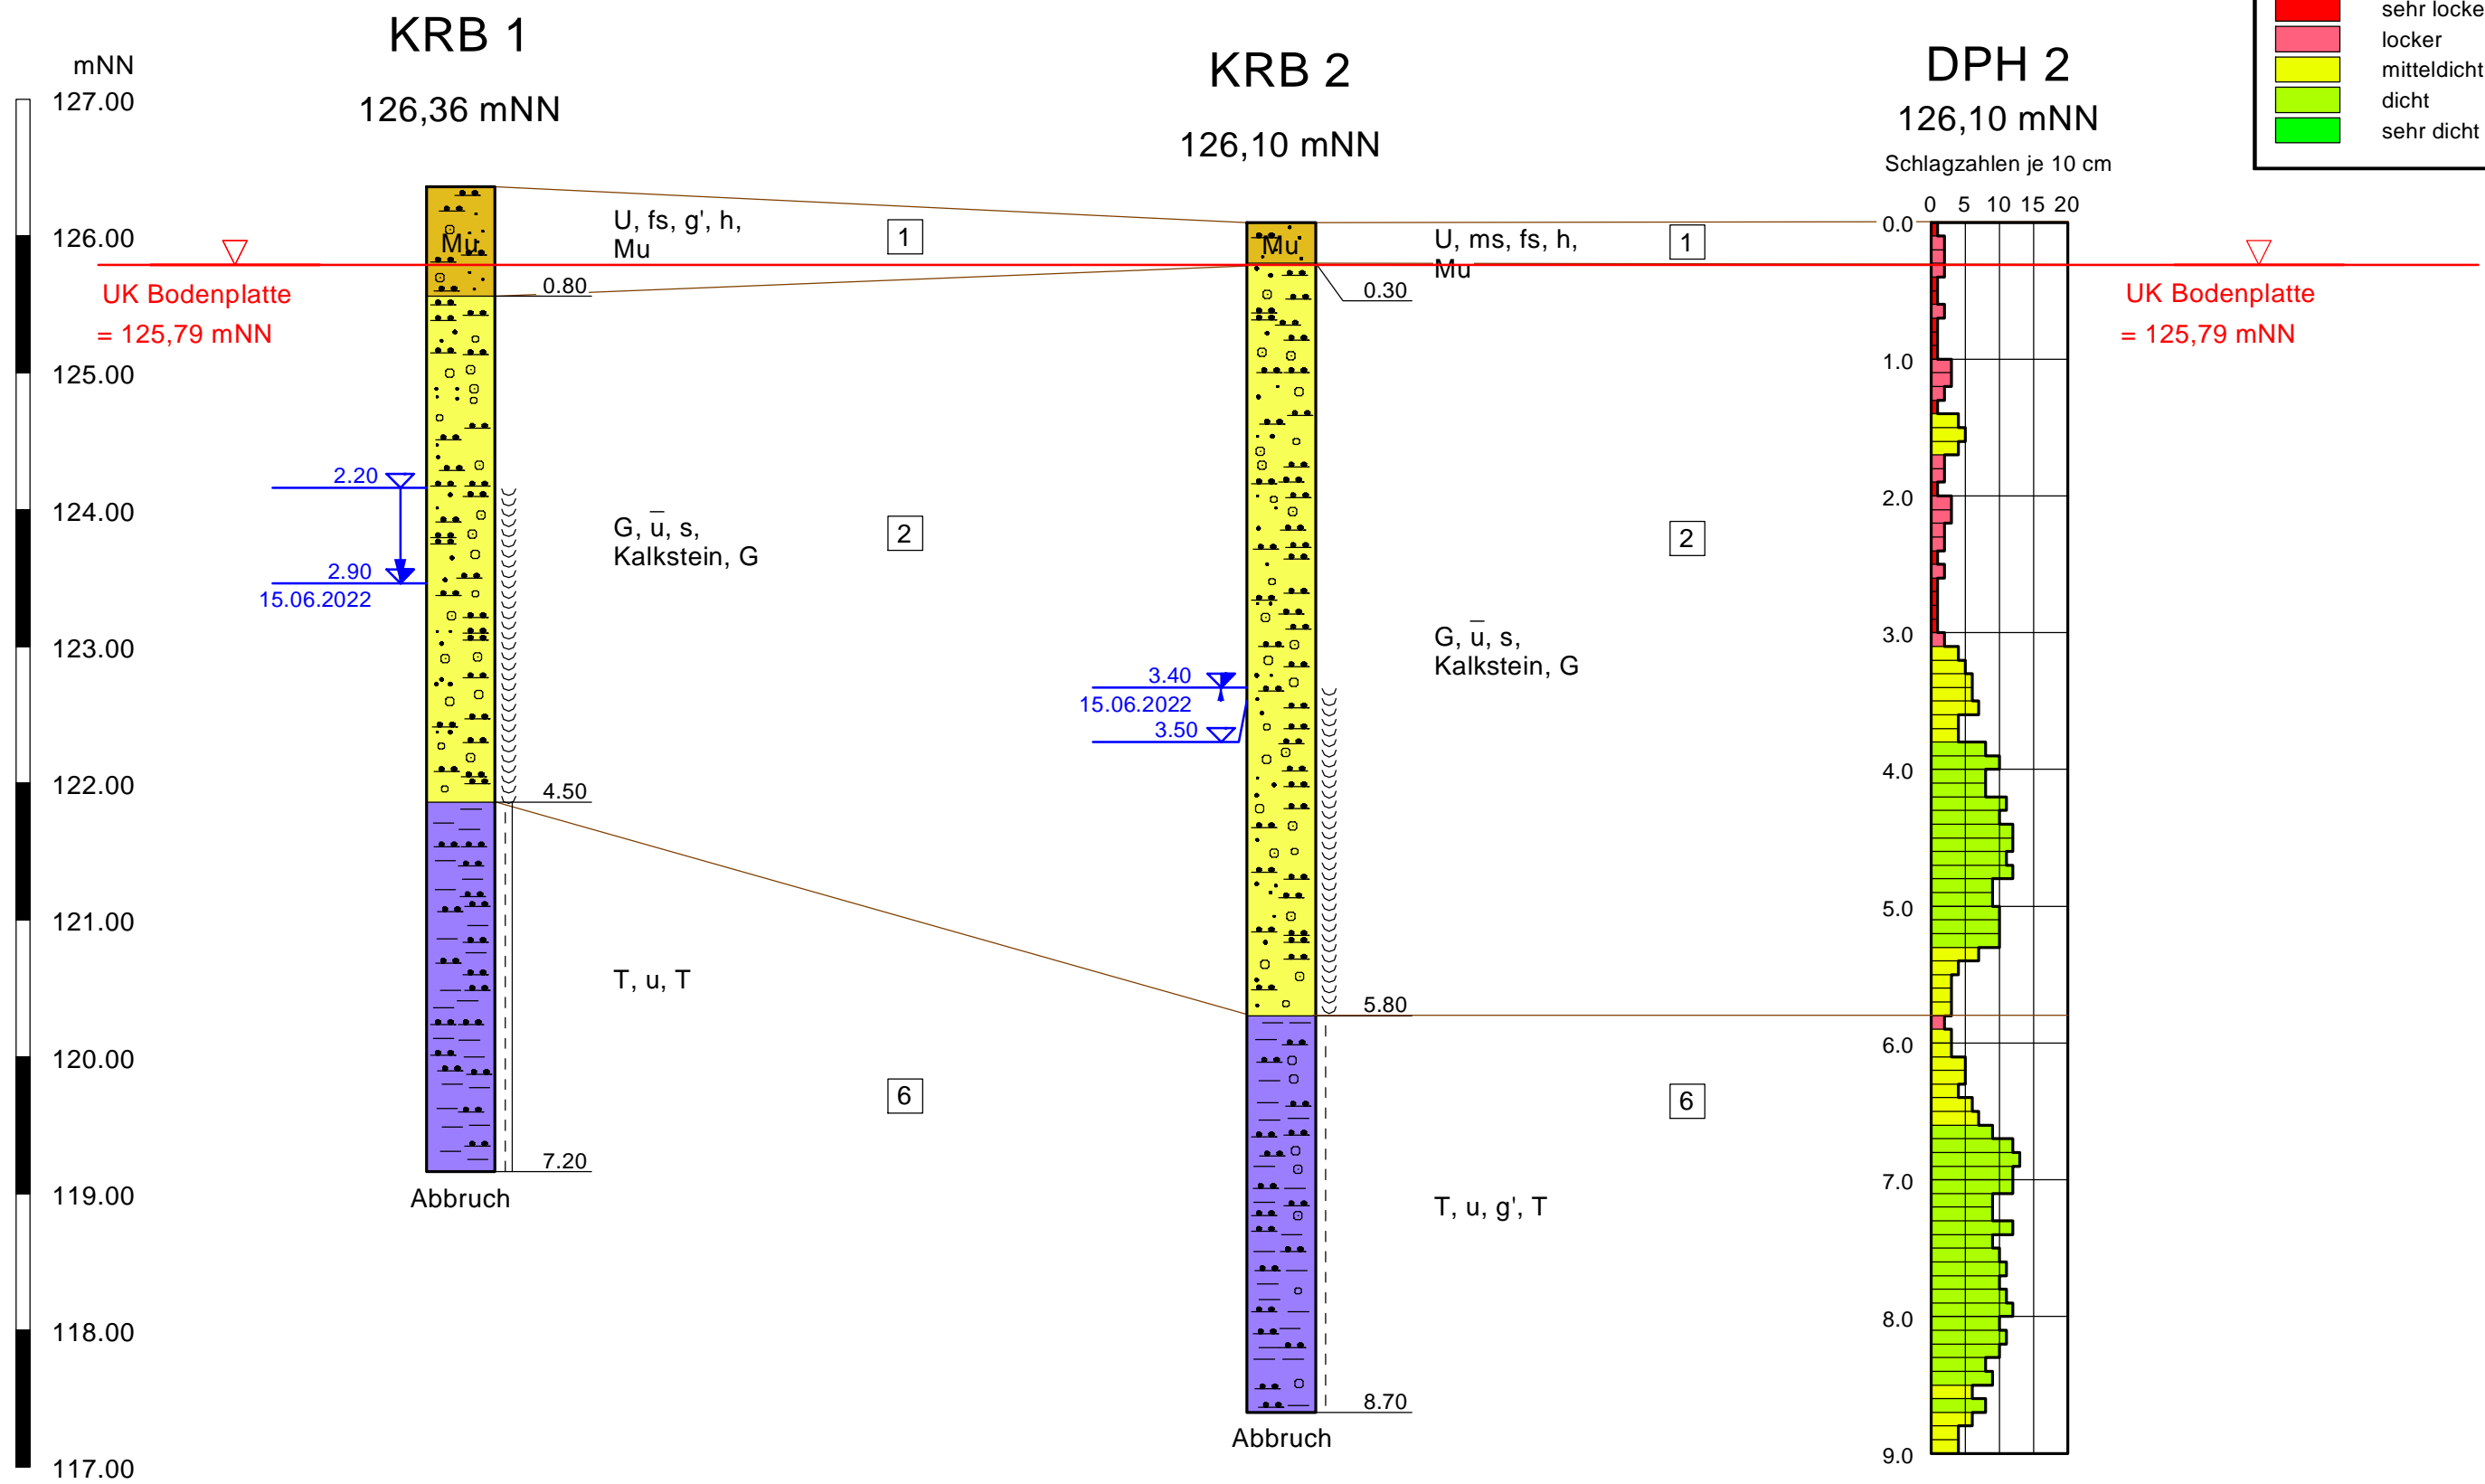 KRB 1
126,36 mNN
KRB 2
126,10 mNN
DPH 2
126,10 mNN
Schlagzahlen je 10 cm
0 5 10 15 20
sehr locke
locker
mitteldicht
dicht
sehr dicht
mNN
127.00
126.00
125.00
124.00
123.00
122.00
121.00
120.00
119.00
118.00
117.00
UK Bodenplatte
= 125,79 mNN
Mu
U, fs, g', h,
Mu
1
0.80
2.20
2.90
15.06.2022
G, u̅, s,
Kalkstein, G
2
4.50
T, u, T
6
7.20
Abbruch
Mu
U, ms, fs, h,
Mu
1
0.30
2
G, u̅, s,
Kalkstein, G
3.40
15.06.2022
3.50
5.80
6
T, u, g', T
8.70
Abbruch
0.0
1.0
2.0
3.0
4.0
5.0
6.0
7.0
8.0
9.0
UK Bodenplatte
= 125,79 mNN